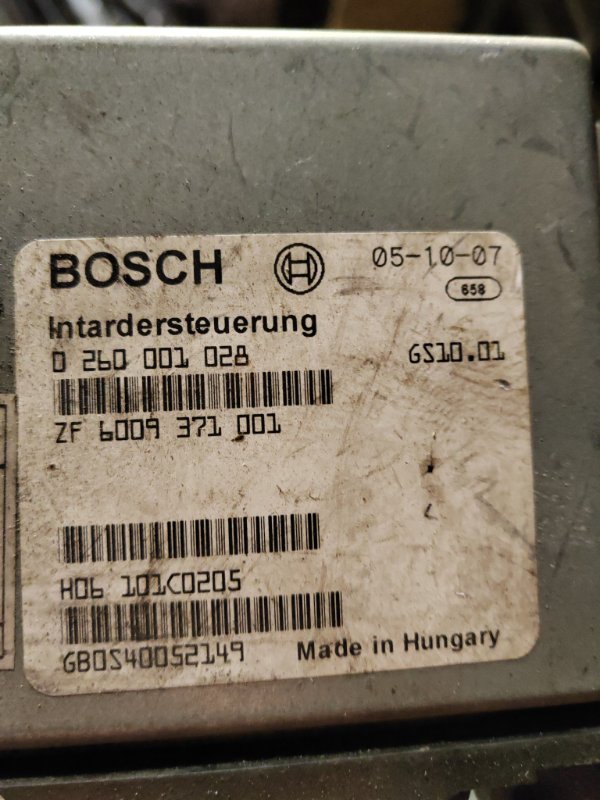 BOSCH
05-10-07
658
Intardersteuerung
0 260 001 028
GS10.01
ZF 6009 371 001
H06 101C0205
GBOS40052149
Made in Hungary